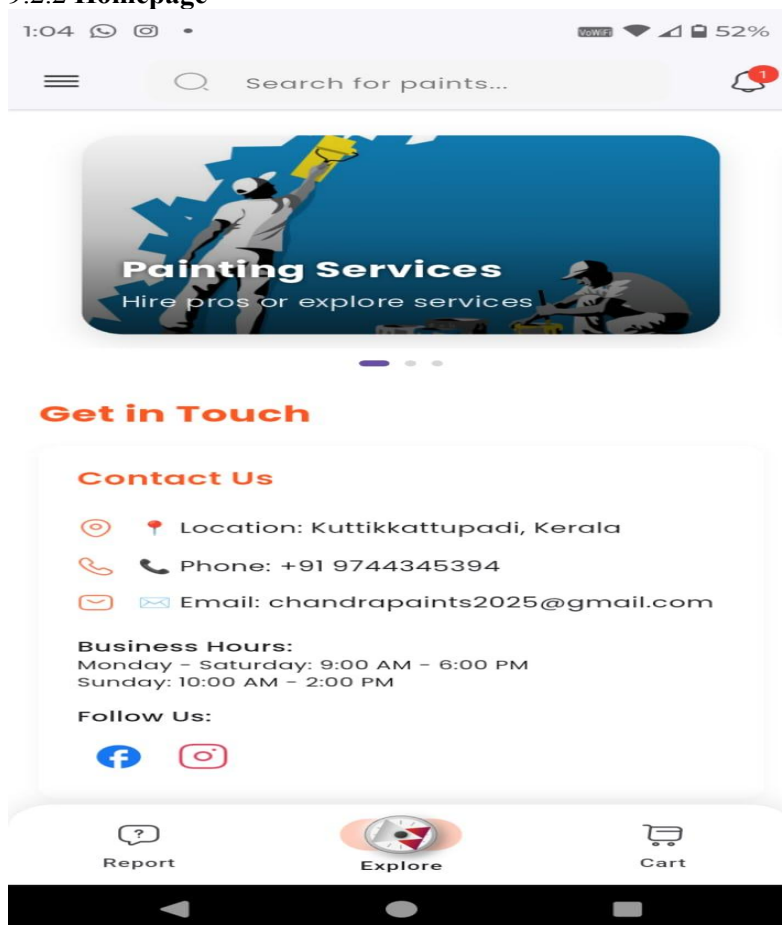 9.2.2 Homepage
1:04 VoWiFi 52%
Search for paints...
1
Painting Services
Hire pros or explore services
Get in Touch
Contact Us
Location: Kuttikkattupadi, Kerala
Phone: +91 9744345394
Email: chandrapaints2025@gmail.com
Business Hours:
Monday - Saturday: 9:00 AM - 6:00 PM
Sunday: 10:00 AM - 2:00 PM
Follow Us:
Report Explore Cart